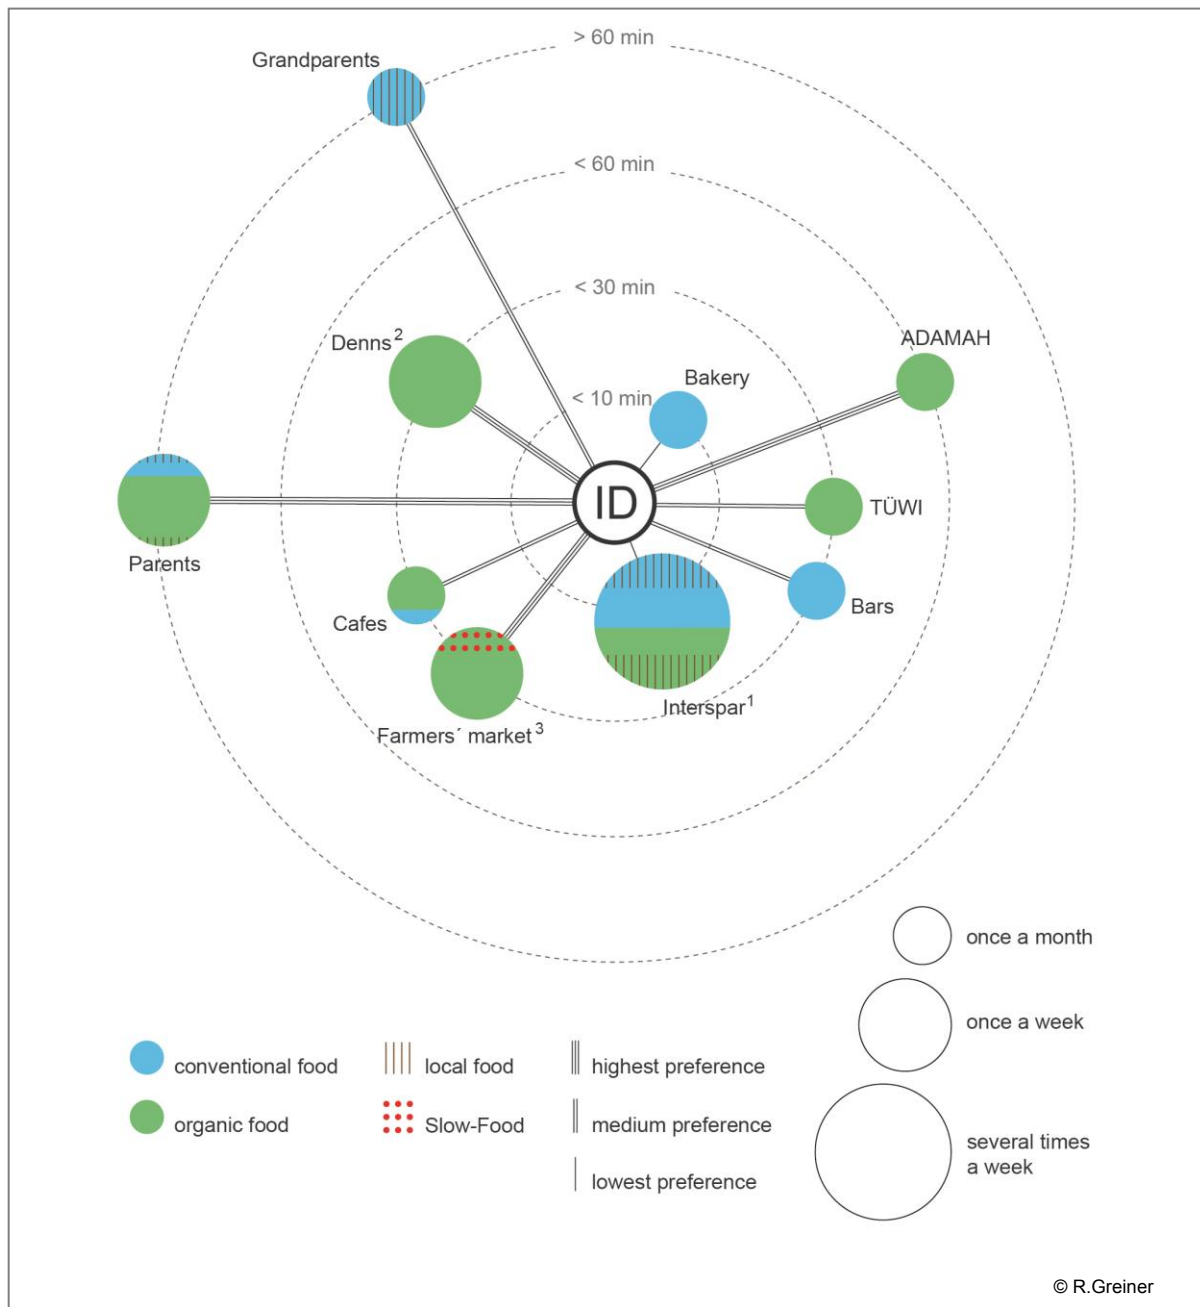 > 60 min
Grandparents
< 60 min
< 30 min
ADAMAH
Denns²
Bakery
< 10 min
ID
TÜWI
Parents
Bars
Cafes
Interspar¹
Farmers´ market³
once a month
once a week
conventional food
local food
highest preference
organic food
Slow-Food
medium preference
several times
a week
lowest preference
© R.Greiner